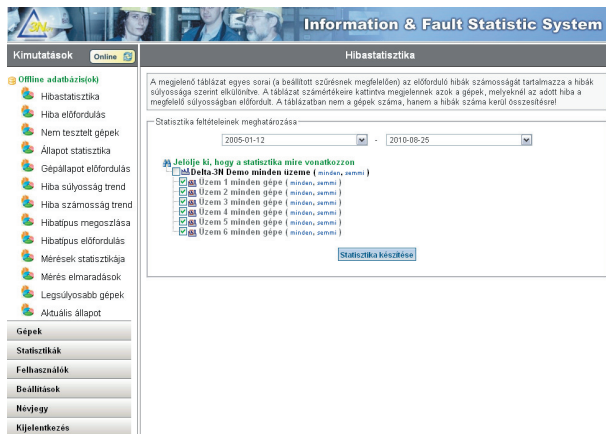 3N
Information & Fault Statistic System
Kimutatások
Online
Hibastatisztika
Offline adatbázis(ok)
Hibastatisztika
Hiba előfordulás
Nem tesztelt gépek
Állapot statisztika
Gépállapot előfordulás
Hiba súlyosság trend
Hiba számosság trend
Hibatípus megoszlása
Hibatípus előfordulás
Mérések statisztikája
Mérés elmaradások
Legsúlyosabb gépek
Aktuális állapot
Gépek
Statisztikák
Felhasználók
Beállítások
Névjegy
Kijelentkezés
A megjelenő táblázat egyes sorai (a beállított szűrésnek megfelelően) az előforduló hibák számosságát tartalmazza a hibák
súlyossága szerint elkülönítve. A táblázat számértékeire kattintva megjelennek azok a gépek, melyeknél az adott hiba a
megfelelő súlyosságban előfordult. A táblázatban nem a gépek száma, hanem a hibák száma kerül összesítésre!
Statisztika feltételeinek meghatározása
2005-01-12 - 2010-08-25
Jelölje ki, hogy a statisztika mire vonatkozzon
Delta-3N Demo minden üzeme ( minden, semmi )
Üzem 1 minden gépe ( minden, semmi )
Üzem 2 minden gépe ( minden, semmi )
Üzem 3 minden gépe ( minden, semmi )
Üzem 4 minden gépe ( minden, semmi )
Üzem 5 minden gépe ( minden, semmi )
Üzem 6 minden gépe ( minden, semmi )
Statisztika készítése